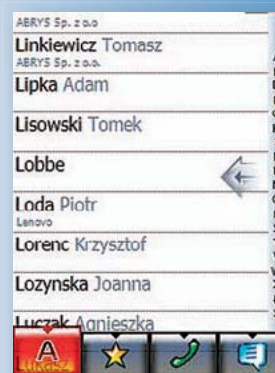 ABRYS Sp. z o.o
Linkiewicz Tomasz
ABRYS Sp. z o.o.
Lipka Adam
Lisowski Tomek
Lobbe
Loda Piotr
Lenovo
Lorenc Krzysztof
Lozynska Joanna
Luczak Agnieszka
A